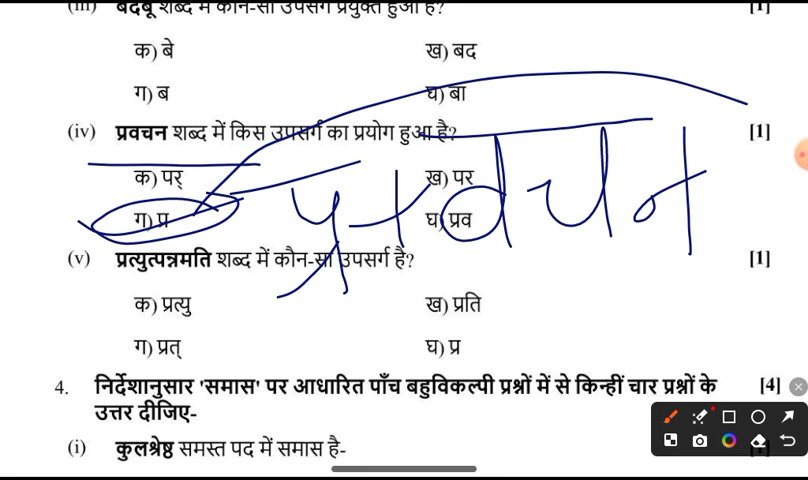 (iii) बदबू शब्द में कौन-सा उपसर्ग प्रयुक्त हुआ है? [1]
क) बे ख) बद
ग) ब घ) बा
(iv) प्रवचन शब्द में किस उपसर्ग का प्रयोग हुआ है? [1]
क) पर् ख) पर
ग) प्र घ) प्रव
प्र + वचन
(v) प्रत्युत्पन्नमति शब्द में कौन-सा उपसर्ग है? [1]
क) प्रत्यु ख) प्रति
ग) प्रत् घ) प्र
4. निर्देशानुसार 'समास' पर आधारित पाँच बहुविकल्पी प्रश्नों में से किन्हीं चार प्रश्नों के [4]
उत्तर दीजिए-
(i) कुलश्रेष्ठ समस्त पद में समास है-